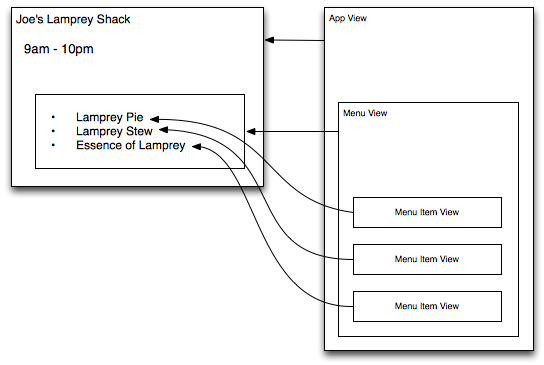 Joe's Lamprey Shack
9am - 10pm
• Lamprey Pie
• Lamprey Stew
• Essence of Lamprey
App View
Menu View
Menu Item View
Menu Item View
Menu Item View